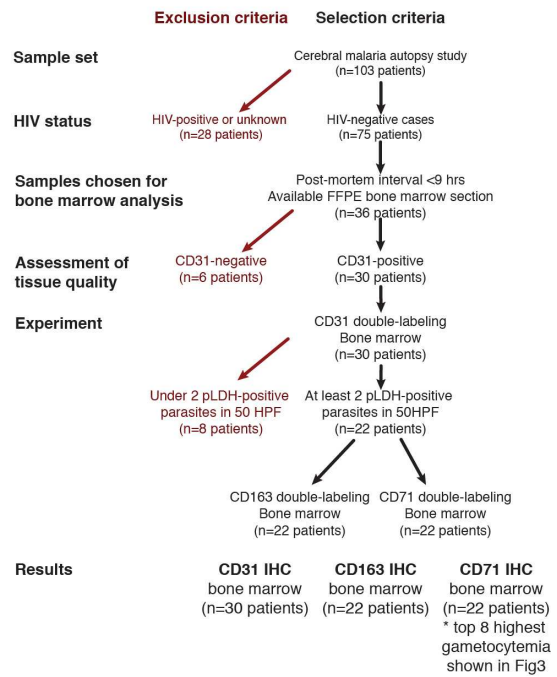 Exclusion criteria
Selection criteria
Sample set
Cerebral malaria autopsy study
(n=103 patients)
HIV status
HIV-positive or unknown
(n=28 patients)
HIV-negative cases
(n=75 patients)
Samples chosen for
bone marrow analysis
Post-mortem interval <9 hrs
Available FFPE bone marrow section
(n=36 patients)
Assessment of
tissue quality
CD31-negative
(n=6 patients)
CD31-positive
(n=30 patients)
Experiment
CD31 double-labeling
Bone marrow
(n=30 patients)
Under 2 pLDH-positive
parasites in 50 HPF
(n=8 patients)
At least 2 pLDH-positive
parasites in 50HPF
(n=22 patients)
CD163 double-labeling
Bone marrow
(n=22 patients)
CD71 double-labeling
Bone marrow
(n=22 patients)
Results
CD31 IHC
bone marrow
(n=30 patients)
CD163 IHC
bone marrow
(n=22 patients)
CD71 IHC
bone marrow
(n=22 patients)
* top 8 highest
gametocytemia
shown in Fig3